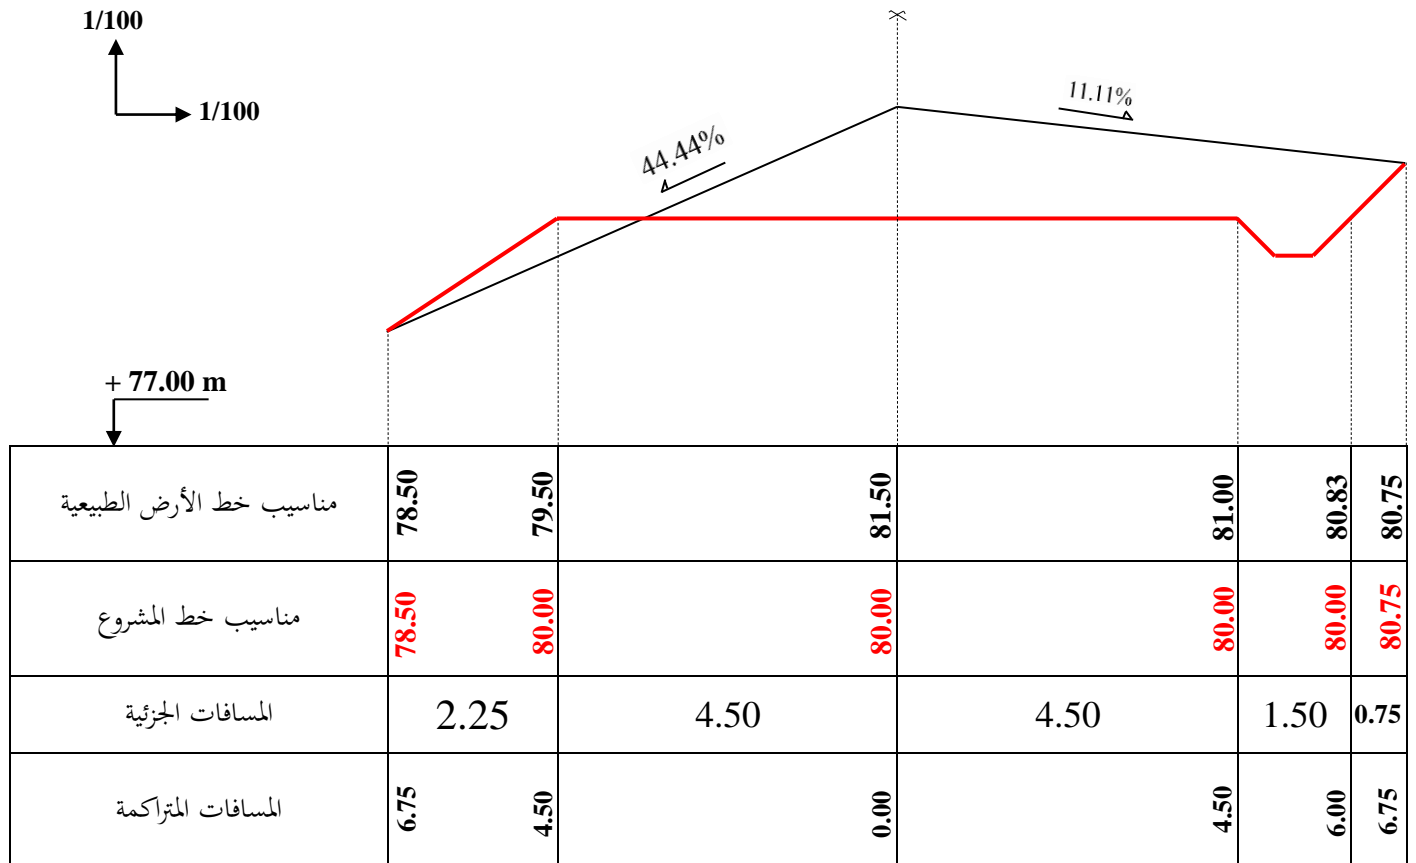 1/100
1/100
11.11%
44.44%
+ 77.00 m
مناسيب خط الأرض الطبيعية
78.50 79.50 81.50 81.00 80.83 80.75
مناسيب خط المشروع
78.50 80.00 80.00 80.00 80.00 80.75
المسافات الجزئية
2.25 4.50 4.50 1.50 0.75
المسافات المتراكمة
6.75 4.50 0.00 4.50 6.00 6.75